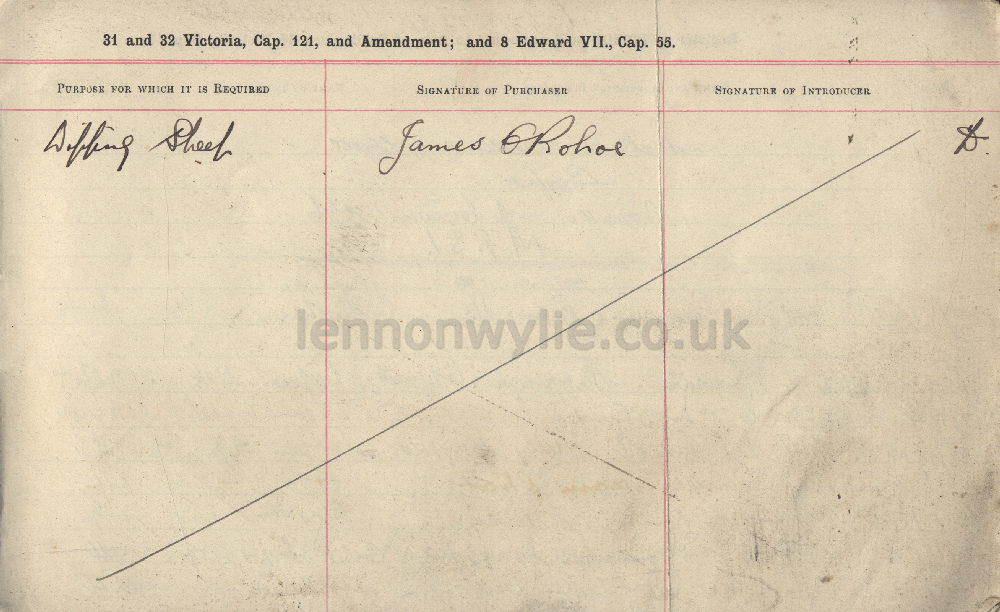 31 and 32 Victoria, Cap. 121, and Amendment; and 8 Edward VII., Cap. 55.
PURPOSE FOR WHICH IT IS REQUIRED SIGNATURE OF PURCHASER SIGNATURE OF INTRODUCER
Dipping Sheep James O'Rohoe
lennonwylie.co.uk